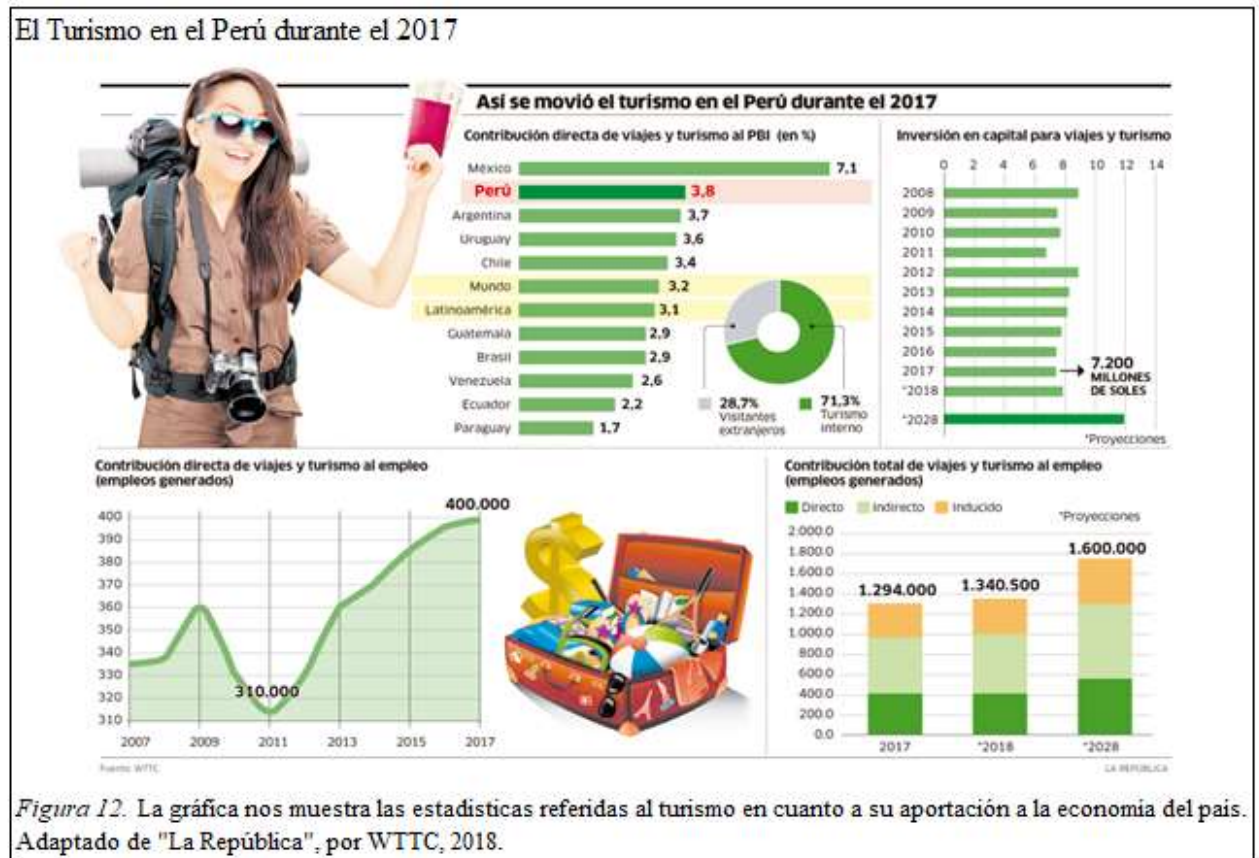 El Turismo en el Perú durante el 2017
Así se movió el turismo en el Perú durante el 2017
Contribución directa de viajes y turismo al PBI (en %)
México 7,1
Perú 3,8
Argentina 3,7
Uruguay 3,6
Chile 3,4
Mundo 3,2
Latinoamérica 3,1
Guatemala 2,9
Brasil 2,9
Venezuela 2,6
Ecuador 2,2
Paraguay 1,7
28,7%
Visitantes
extranjeros
71,3%
Turismo
interno
Inversión en capital para viajes y turismo
0 2 4 6 8 10 12 14
2008
2009
2010
2011
2012
2013
2014
2015
2016
2017
7.200
MILLONES
DE SOLES
*2018
*2028
*Proyecciones
Contribución directa de viajes y turismo al empleo
(empleos generados)
400.000
400
390
380
370
360
350
340
330
320
310
310.000
2007 2009 2011 2013 2015 2017
Fuente: WTTC
Contribución total de viajes y turismo al empleo
(empleos generados)
Directo Indirecto Inducido
*Proyecciones
2.000.0
1.800.0
1.600.0
1.400.0
1.200.0
1.000.0
800.0
600.0
400.0
200.0
0.0
1.294.000
1.340.500
1.600.000
2017 *2018 *2028
LA REPÚBLICA
Figura 12. La gráfica nos muestra las estadisticas referidas al turismo en cuanto a su aportación a la economía del pais.
Adaptado de "La República", por WTTC, 2018.